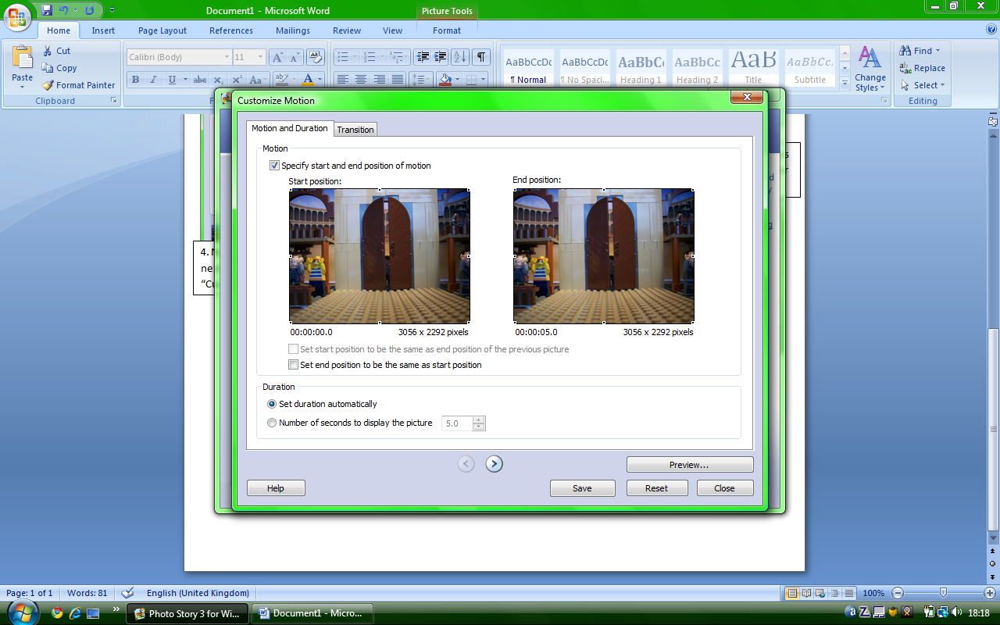 Document1 - Microsoft Word
Picture Tools
Home Insert Page Layout References Mailings Review View Format
Cut
Copy
Format Painter
Paste
Clipboard
Calibri (Body) 11
AaBbCcDc
¶ Normal
AaBbCcDc
¶ No Spaci...
AaBbC
Heading 1
AaBbCc
Heading 2
AaB
Title
AaBbCc.
Subtitle
Change
Styles
Find
Replace
Select
Editing
Customize Motion
Motion and Duration Transition
Motion
Specify start and end position of motion
Start position: End position:
00:00:00.0 3056 x 2292 pixels 00:00:05.0 3056 x 2292 pixels
Set start position to be the same as end position of the previous picture
Set end position to be the same as start position
Duration
Set duration automatically
Number of seconds to display the picture 5.0
Preview...
Help Save Reset Close
4.
ne
“Cu
Page: 1 of 1 Words: 81 English (United Kingdom) 100%
Photo Story 3 for Wi... Document1 - Micro... 18:18